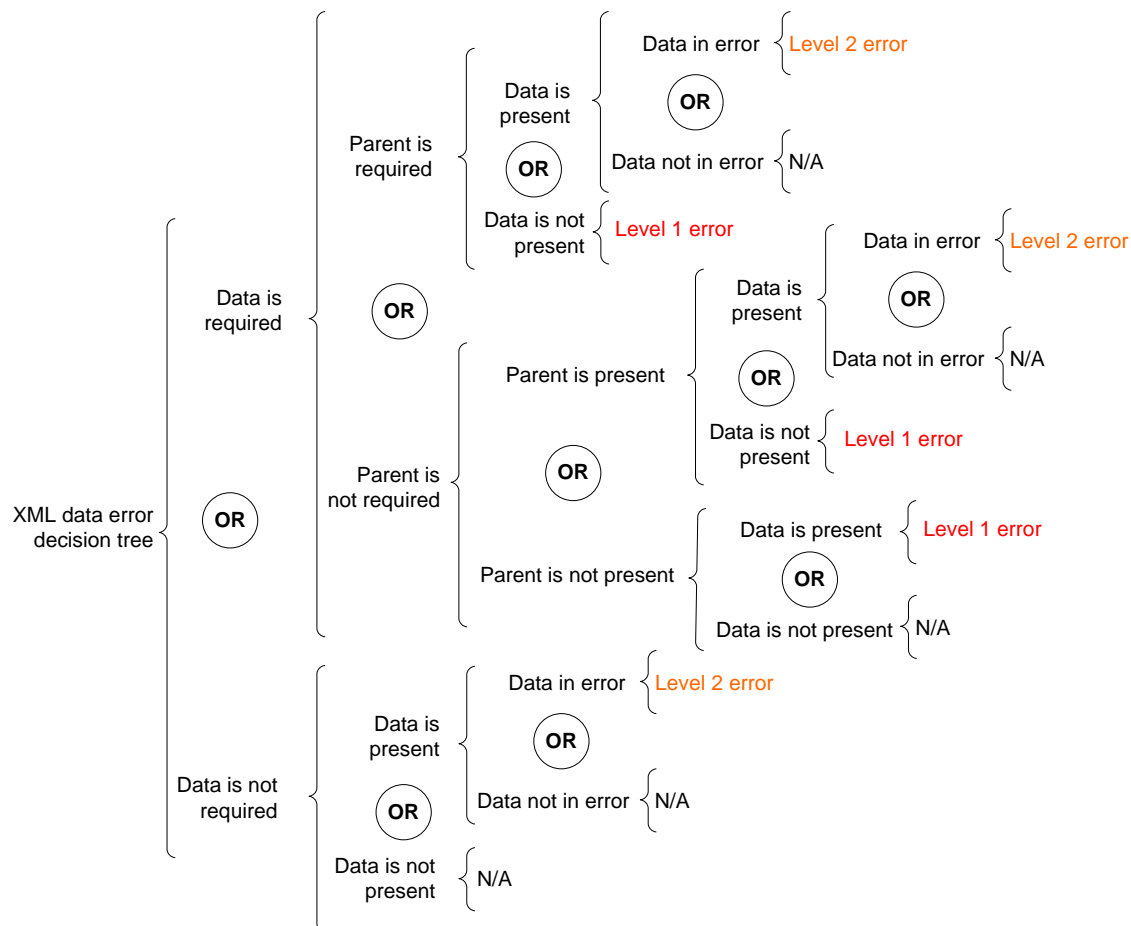 XML data error
decision tree
OR
Data is
required
OR
Parent is
required
Data is
present
OR
Data in error
Level 2 error
OR
Data not in error
N/A
Data is not
present
Level 1 error
Parent is
not required
OR
Parent is present
Data is
present
OR
Data in error
Level 2 error
OR
Data not in error
N/A
Data is not
present
Level 1 error
Parent is not present
Data is present
Level 1 error
OR
Data is not present
N/A
Data is not
required
Data is
present
OR
Data in error
Level 2 error
OR
Data not in error
N/A
Data is not
present
N/A